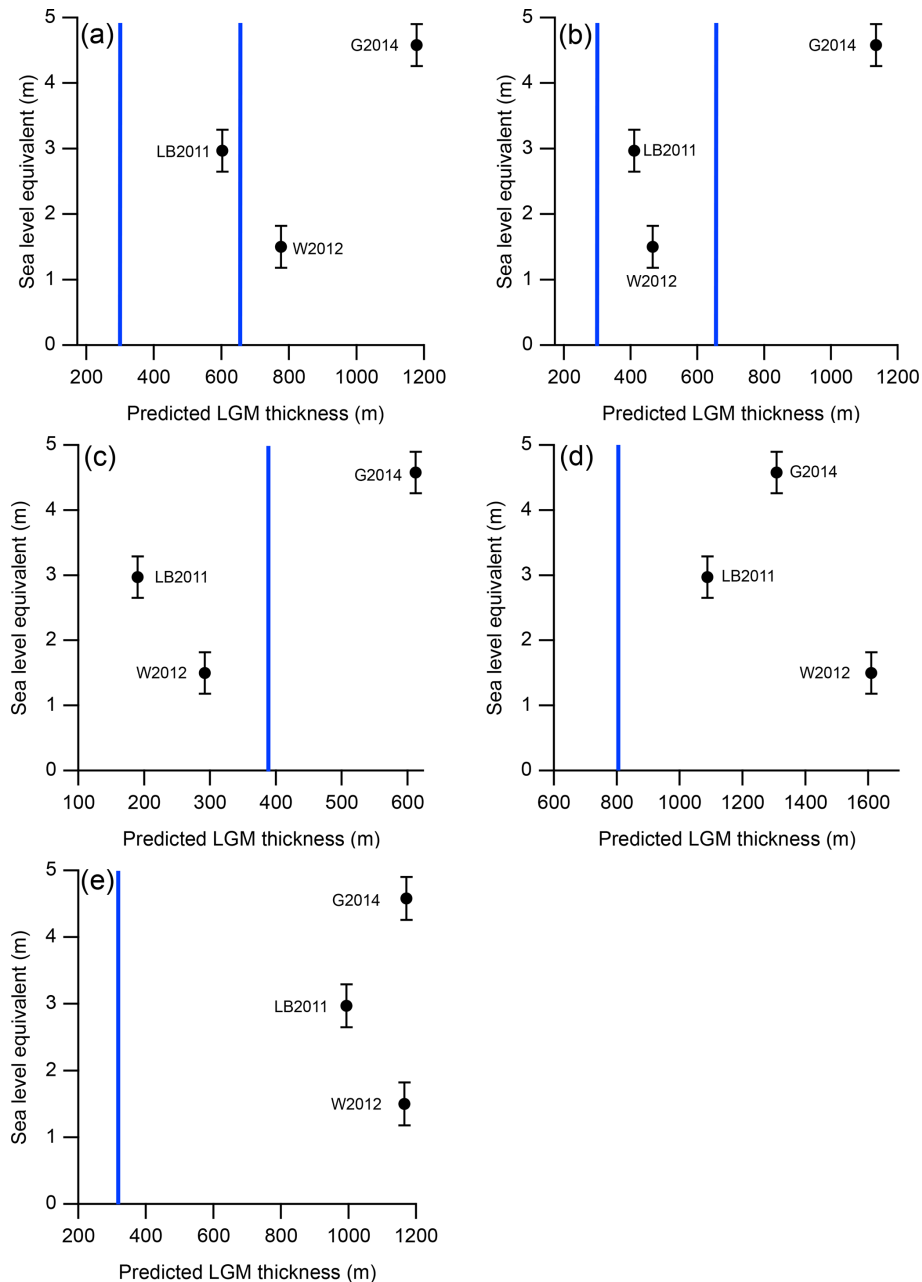 (a)
Sea level equivalent (m)
5
4
3
2
1
0
G2014
LB2011
W2012
200 400 600 800 1000 1200
Predicted LGM thickness (m)
(b)
Sea level equivalent (m)
5
4
3
2
1
0
G2014
LB2011
W2012
200 400 600 800 1000 1200
Predicted LGM thickness (m)
(c)
Sea level equivalent (m)
5
4
3
2
1
0
G2014
LB2011
W2012
100 200 300 400 500 600
Predicted LGM thickness (m)
(d)
Sea level equivalent (m)
5
4
3
2
1
0
G2014
LB2011
W2012
600 800 1000 1200 1400 1600
Predicted LGM thickness (m)
(e)
Sea level equivalent (m)
5
4
3
2
1
0
G2014
LB2011
W2012
200 400 600 800 1000 1200
Predicted LGM thickness (m)